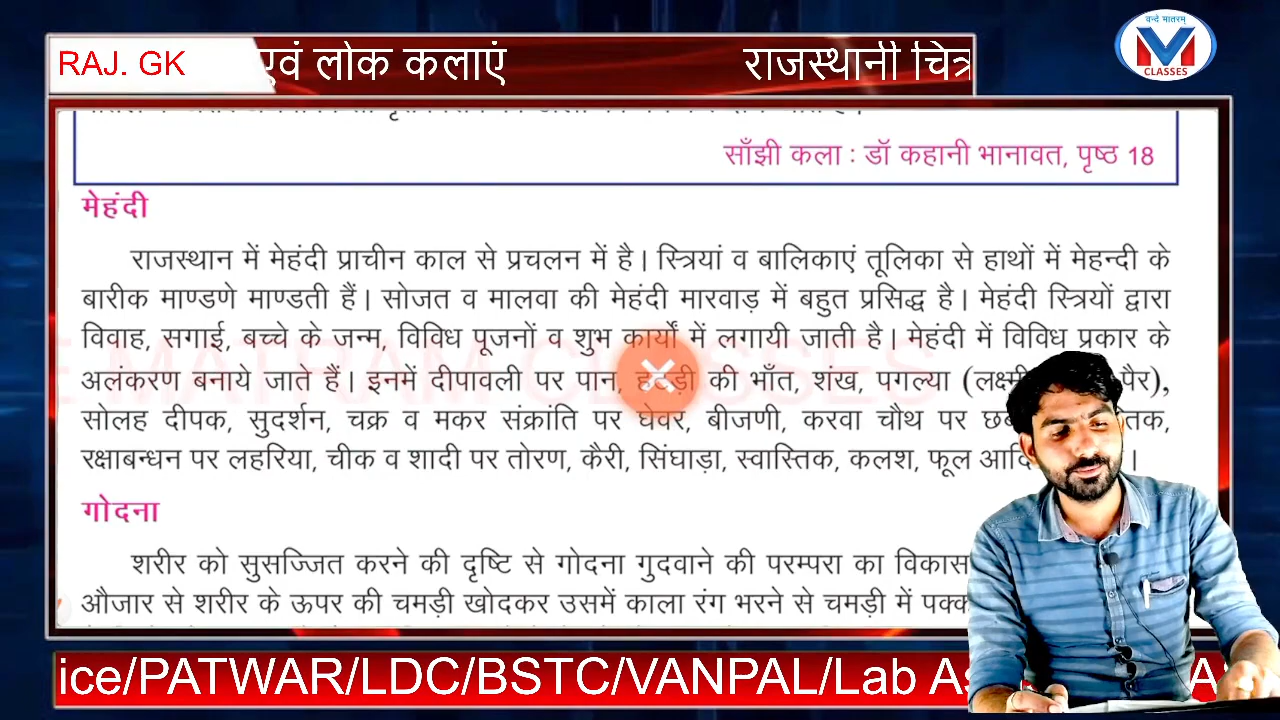 वन्दे मातरम्
CLASSES
RAJ. GK
एवं लोक कलाएं राजस्थानी चित्र
साँझी कला : डॉ कहानी भानावत, पृष्ठ 18
मेहंदी
राजस्थान में मेहंदी प्राचीन काल से प्रचलन में है। स्त्रियां व बालिकाएं तूलिका से हाथों में मेहन्दी के
बारीक माण्डणे माण्डती हैं। सोजत व मालवा की मेहंदी मारवाड़ में बहुत प्रसिद्ध है। मेहंदी स्त्रियों द्वारा
विवाह, सगाई, बच्चे के जन्म, विविध पूजनों व शुभ कार्यों में लगायी जाती है। मेहंदी में विविध प्रकार के
अलंकरण बनाये जाते हैं। इनमें दीपावली पर पान, की भाँत, शंख, पगल्या (लक्ष्मी पैर),
सोलह दीपक, सुदर्शन, चक्र व मकर संक्रांति पर घेवर, बीजणी, करवा चौथ पर
रक्षाबन्धन पर लहरिया, चीक व शादी पर तोरण, कैरी, सिंघाड़ा, स्वास्तिक, कलश, फूल आदि ।
गोदना
शरीर को सुसज्जित करने की दृष्टि से गोदना गुदवाने की परम्परा का विकास
औजार से शरीर के ऊपर की चमड़ी खोदकर उसमें काला रंग भरने से चमड़ी में
MATRAM CLASSES
ice/PATWAR/LDC/BSTC/VANPAL/Lab